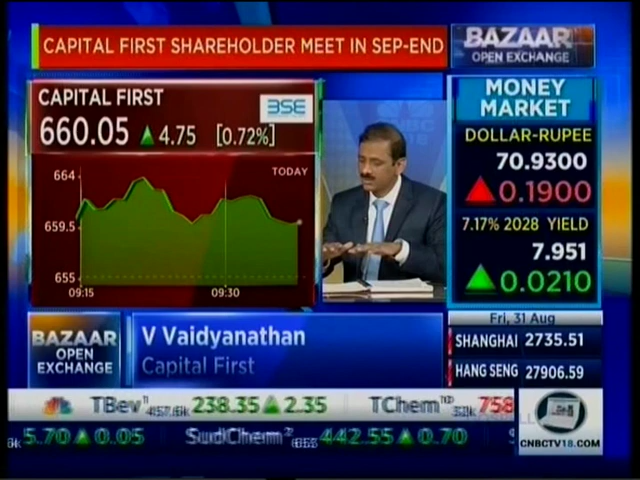 CAPITAL FIRST SHAREHOLDER MEET IN SEP-END
BAZAAR
OPEN EXCHANGE
CAPITAL FIRST
BSE
660.05 ▲ 4.75 [0.72%]
TODAY
664
659.5
655
09:15 09:30
MONEY
MARKET
DOLLAR-RUPEE
70.9300
▲ 0.1900
7.17% 2028 YIELD
7.951
▲ 0.0210
BAZAAR
OPEN
EXCHANGE
V Vaidyanathan
Capital First
Fri, 31 Aug
SHANGHAI 2735.51
HANG SENG 27906.59
TBev 238.35 ▲ 2.35 TChem 758
5.70 ▲ 0.05 SudChem 442.55 ▲ 0.70
CNBCTV18.COM